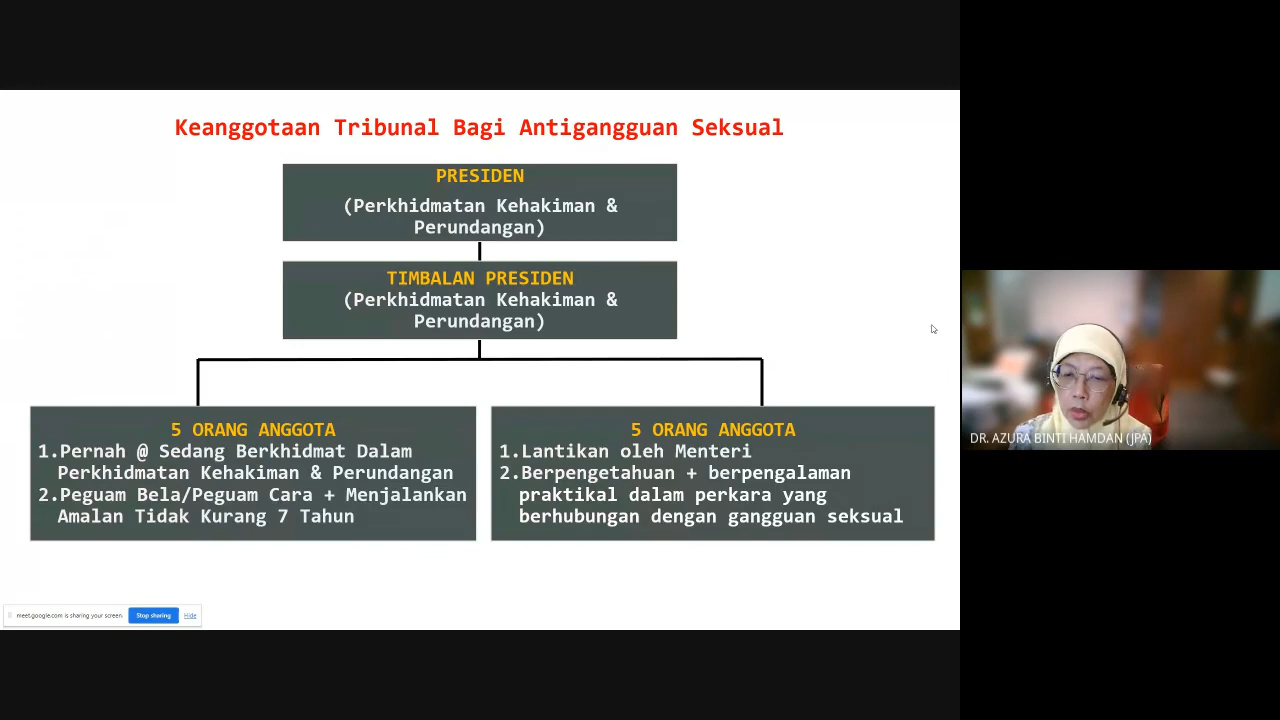 Keanggotaan Tribunal Bagi Antigangguan Seksual
PRESIDEN
(Perkhidmatan Kehakiman &
Perundangan)
TIMBALAN PRESIDEN
(Perkhidmatan Kehakiman &
Perundangan)
5 ORANG ANGGOTA
1.Pernah @ Sedang Berkhidmat Dalam
Perkhidmatan Kehakiman & Perundangan
2.Peguam Bela/Peguam Cara + Menjalankan
Amalan Tidak Kurang 7 Tahun
5 ORANG ANGGOTA
1.Lantikan oleh Menteri
2.Berpengetahuan + berpengalaman
praktikal dalam perkara yang
berhubungan dengan gangguan seksual
meet.google.com is sharing your screen.
Stop sharing
Hide
DR. AZURA BINTI HAMDAN (JPA)